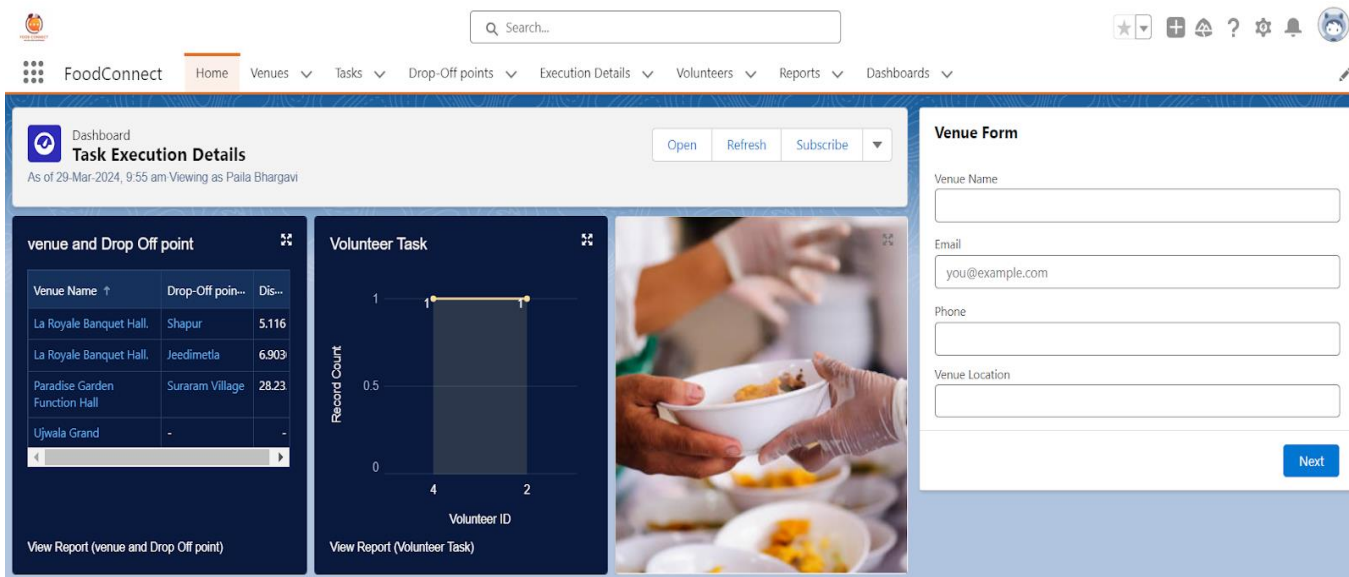 Search...
FoodConnect Home Venues Tasks Drop-Off points Execution Details Volunteers Reports Dashboards
Dashboard
Task Execution Details
As of 29-Mar-2024, 9:55 am·Viewing as Paila Bhargavi
Open Refresh Subscribe
venue and Drop Off point
Venue Name ↑ Drop-Off poin... Dis...
La Royale Banquet Hall. Shapur 5.116
La Royale Banquet Hall. Jeedimetla 6.903
Paradise Garden Suraram Village 28.23
Function Hall
Ujwala Grand - -
View Report (venue and Drop Off point)
Volunteer Task
Record Count
1
1 1
0.5
0
4 2
Volunteer ID
View Report (Volunteer Task)
Venue Form
Venue Name
Email
you@example.com
Phone
Venue Location
Next